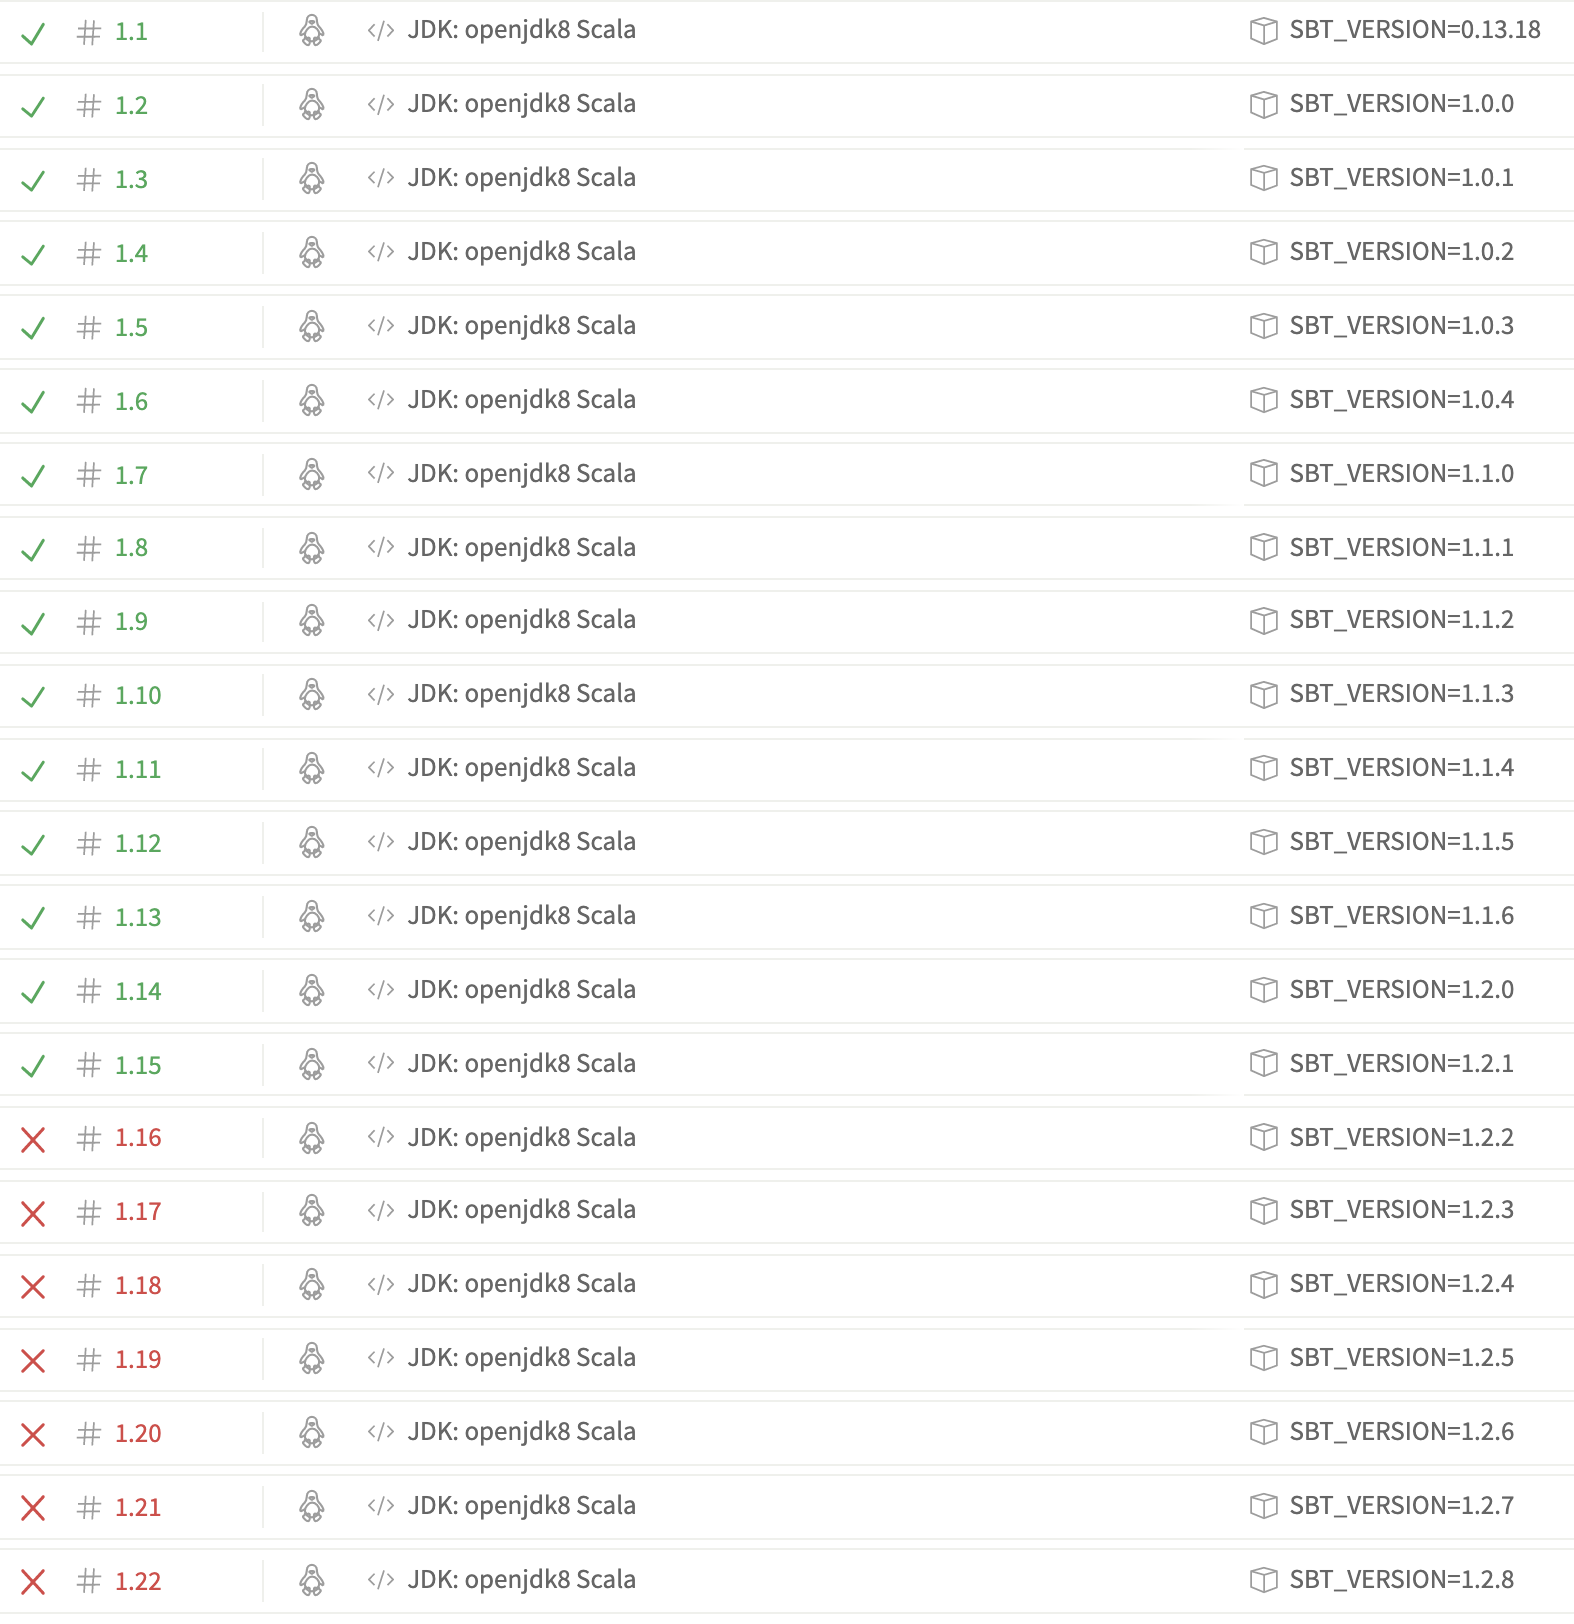 # 1.1 </> JDK: openjdk8 Scala SBT_VERSION=0.13.18
# 1.2 </> JDK: openjdk8 Scala SBT_VERSION=1.0.0
# 1.3 </> JDK: openjdk8 Scala SBT_VERSION=1.0.1
# 1.4 </> JDK: openjdk8 Scala SBT_VERSION=1.0.2
# 1.5 </> JDK: openjdk8 Scala SBT_VERSION=1.0.3
# 1.6 </> JDK: openjdk8 Scala SBT_VERSION=1.0.4
# 1.7 </> JDK: openjdk8 Scala SBT_VERSION=1.1.0
# 1.8 </> JDK: openjdk8 Scala SBT_VERSION=1.1.1
# 1.9 </> JDK: openjdk8 Scala SBT_VERSION=1.1.2
# 1.10 </> JDK: openjdk8 Scala SBT_VERSION=1.1.3
# 1.11 </> JDK: openjdk8 Scala SBT_VERSION=1.1.4
# 1.12 </> JDK: openjdk8 Scala SBT_VERSION=1.1.5
# 1.13 </> JDK: openjdk8 Scala SBT_VERSION=1.1.6
# 1.14 </> JDK: openjdk8 Scala SBT_VERSION=1.2.0
# 1.15 </> JDK: openjdk8 Scala SBT_VERSION=1.2.1
# 1.16 </> JDK: openjdk8 Scala SBT_VERSION=1.2.2
# 1.17 </> JDK: openjdk8 Scala SBT_VERSION=1.2.3
# 1.18 </> JDK: openjdk8 Scala SBT_VERSION=1.2.4
# 1.19 </> JDK: openjdk8 Scala SBT_VERSION=1.2.5
# 1.20 </> JDK: openjdk8 Scala SBT_VERSION=1.2.6
# 1.21 </> JDK: openjdk8 Scala SBT_VERSION=1.2.7
# 1.22 </> JDK: openjdk8 Scala SBT_VERSION=1.2.8